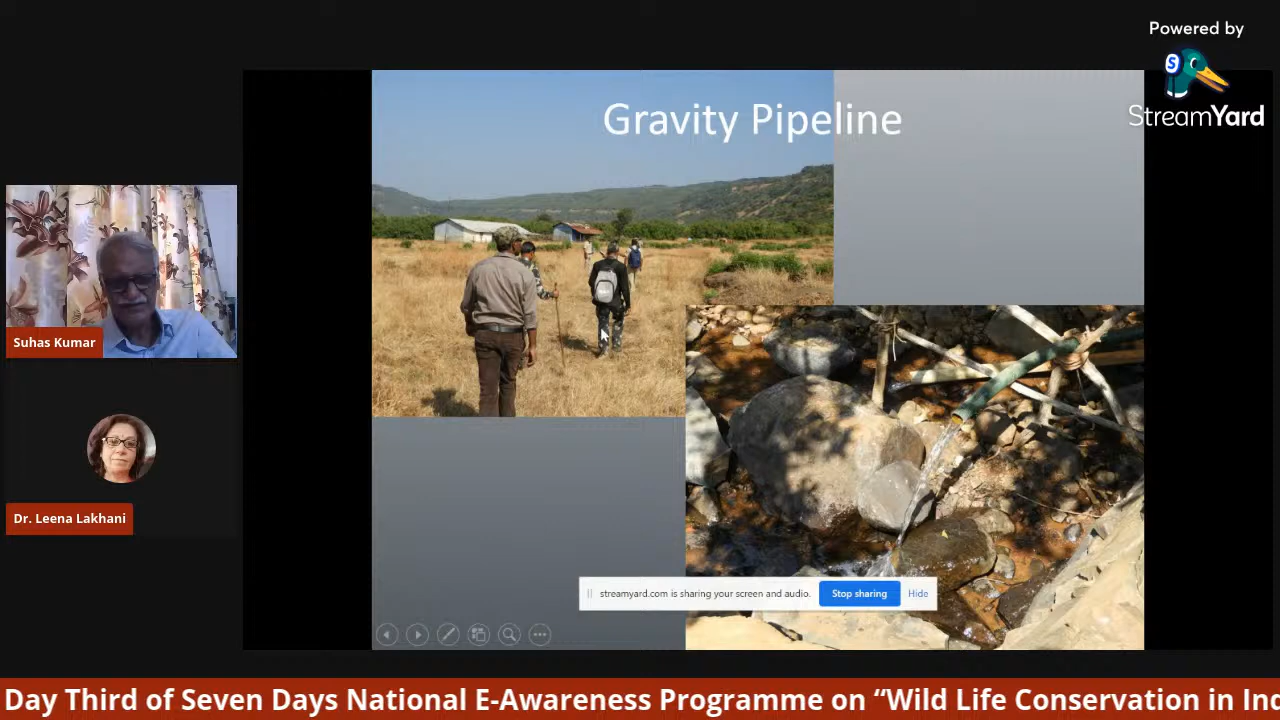 Powered by
StreamYard
Gravity Pipeline
Suhas Kumar
Dr. Leena Lakhani
streamyard.com is sharing your screen and audio.
Stop sharing
Hide
Day Third of Seven Days National E-Awareness Programme on “Wild Life Conservation in Ind